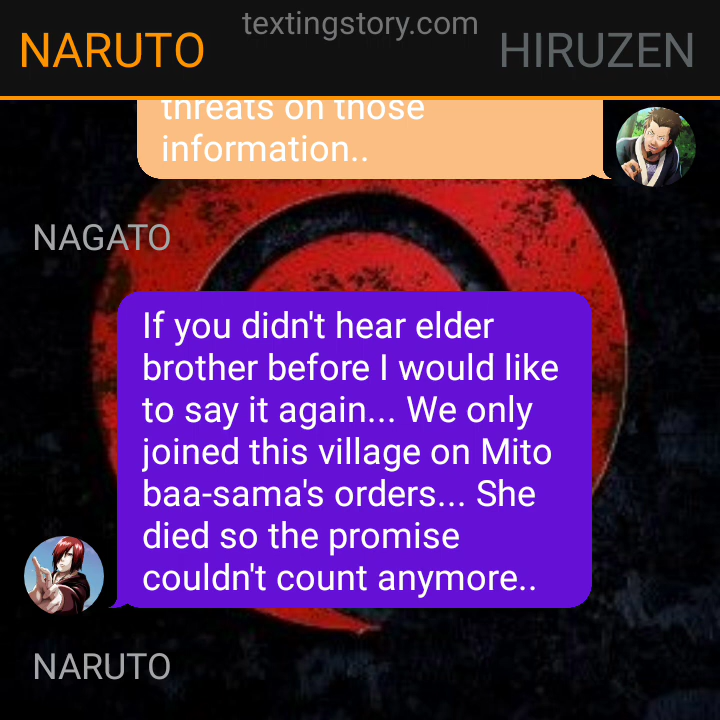 textingstory.com
NARUTO
HIRUZEN
threats on those
information..
NAGATO
If you didn't hear elder
brother before I would like
to say it again... We only
joined this village on Mito
baa-sama's orders... She
died so the promise
couldn't count anymore..
NARUTO